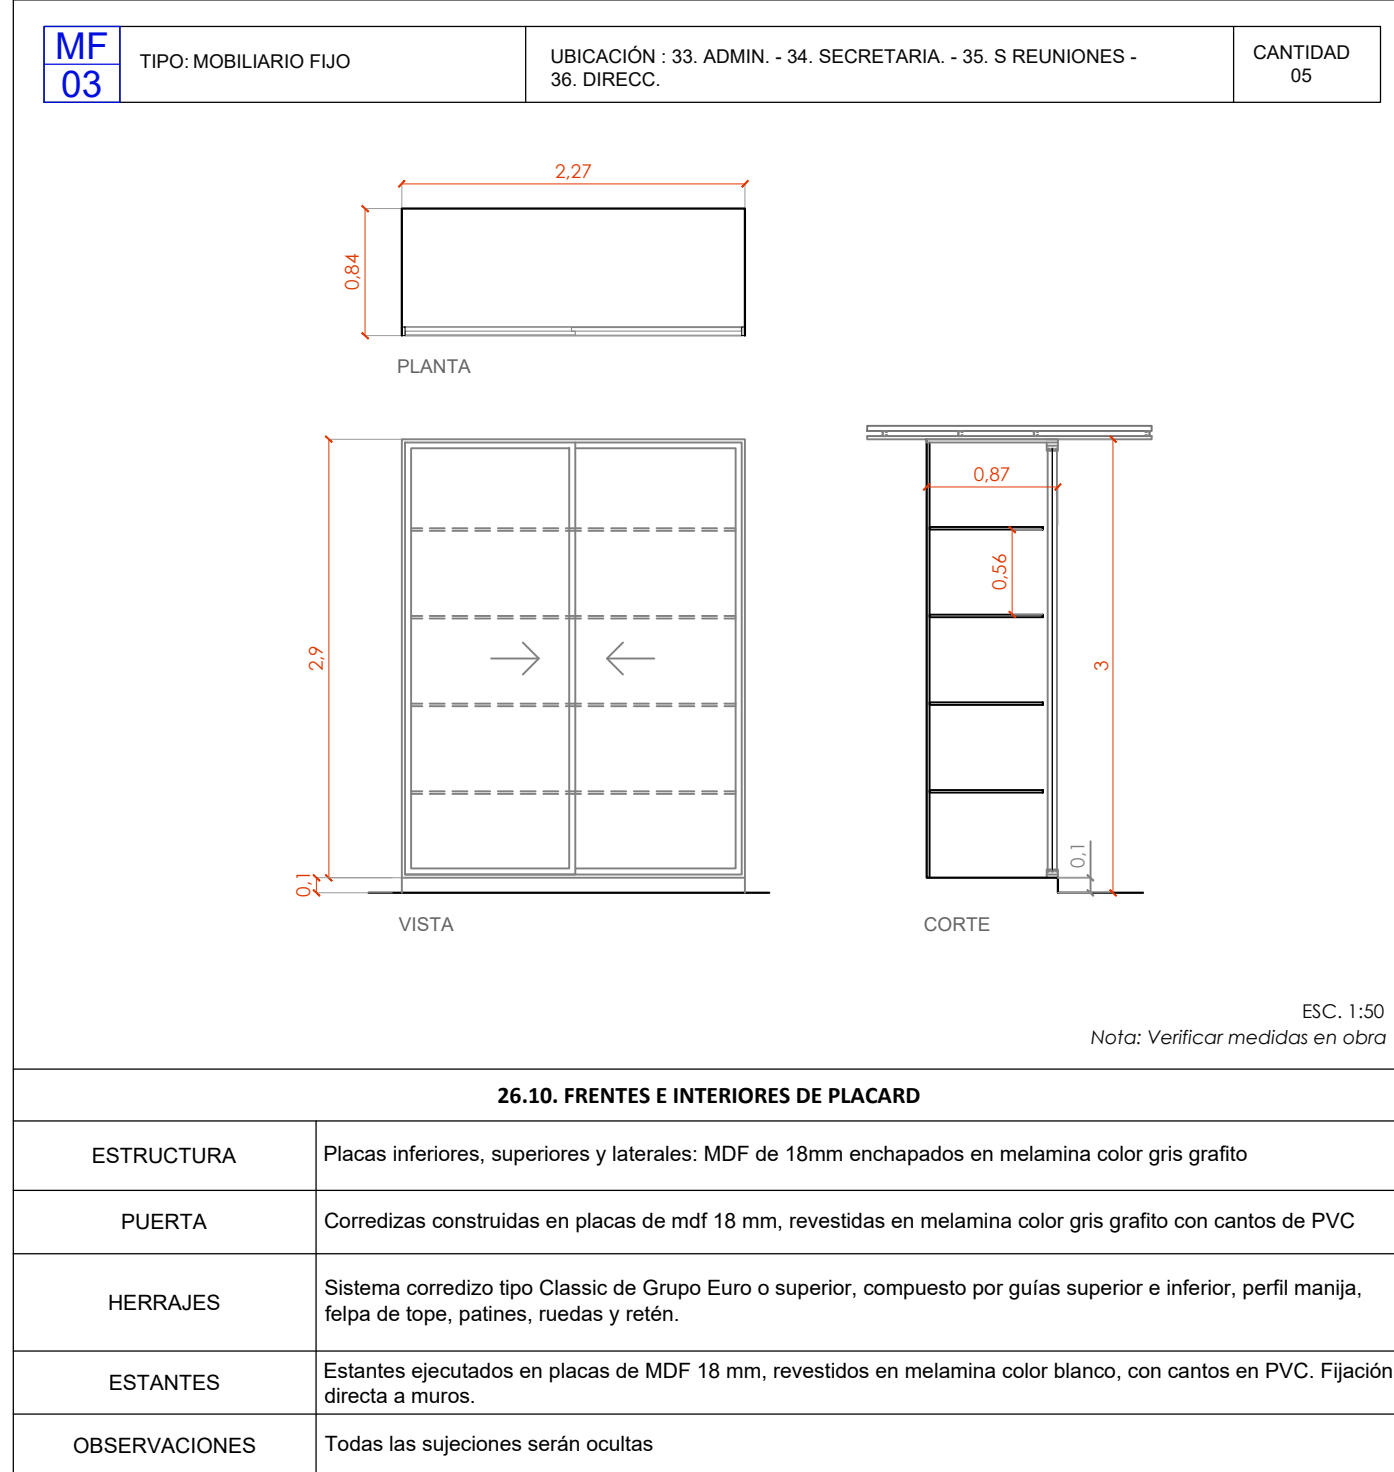 MF
03
TIPO: MOBILIARIO FIJO
UBICACIÓN : 33. ADMIN. - 34. SECRETARIA. - 35. S REUNIONES -
36. DIRECC.
CANTIDAD
05
2,27
0,84
PLANTA
2,9
0,1
VISTA
0,87
0,56
3
0,1
CORTE
ESC. 1:50
Nota: Verificar medidas en obra
26.10. FRENTES E INTERIORES DE PLACARD
ESTRUCTURA
Placas inferiores, superiores y laterales: MDF de 18mm enchapados en melamina color gris grafito
PUERTA
Corredizas construidas en placas de mdf 18 mm, revestidas en melamina color gris grafito con cantos de PVC
HERRAJES
Sistema corredizo tipo Classic de Grupo Euro o superior, compuesto por guías superior e inferior, perfil manija,
felpa de tope, patines, ruedas y retén.
ESTANTES
Estantes ejecutados en placas de MDF 18 mm, revestidos en melamina color blanco, con cantos en PVC. Fijación
directa a muros.
OBSERVACIONES
Todas las sujeciones serán ocultas